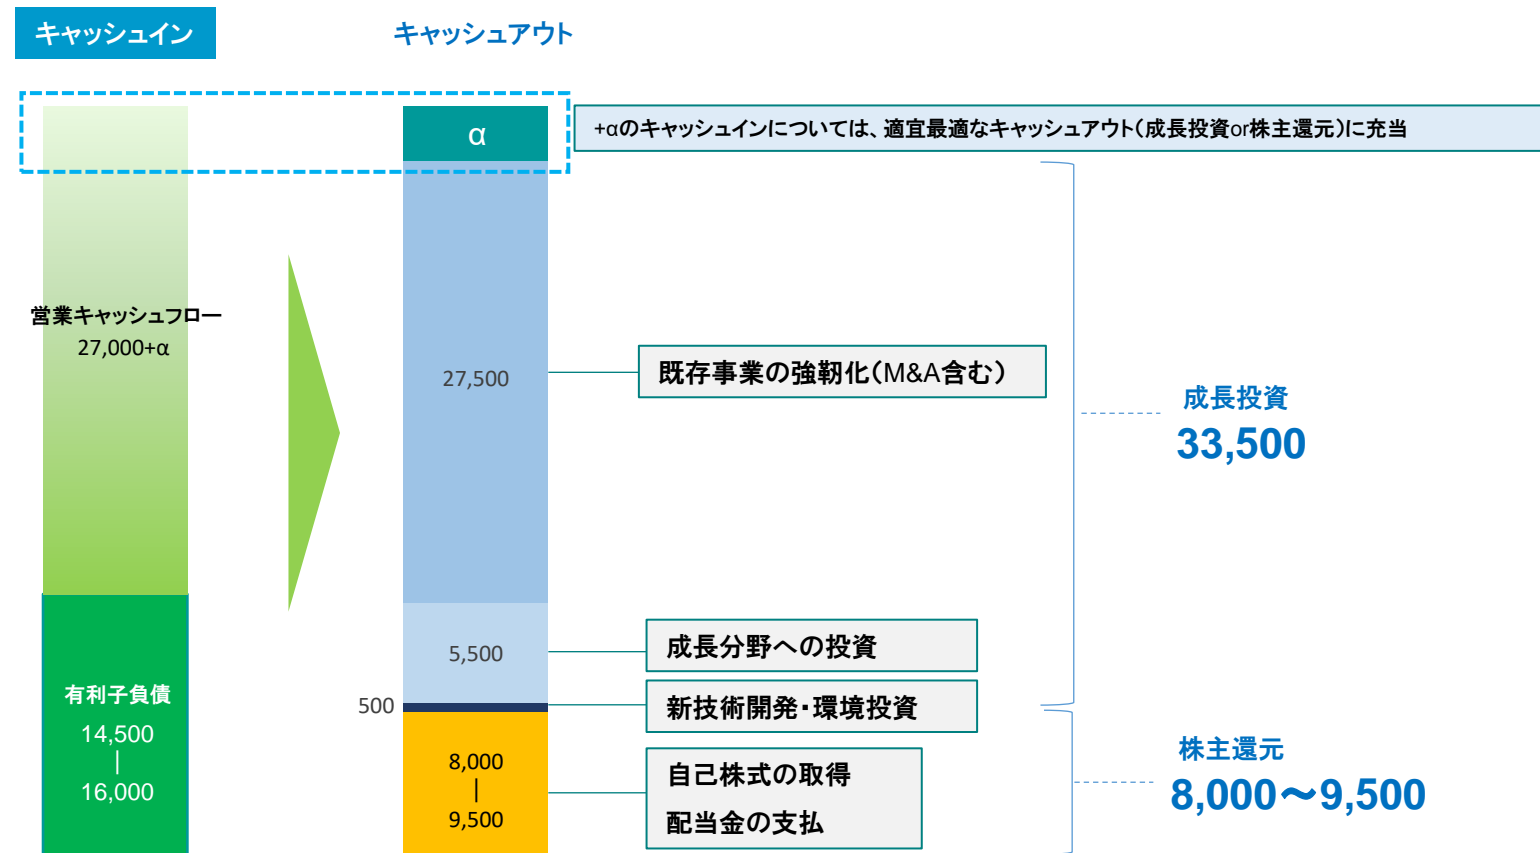 キャッシュイン
キャッシュアウト
α
+αのキャッシュインについては、適宜最適なキャッシュアウト(成長投資or株主還元)に充当
営業キャッシュフロー
27,000+α
27,500
既存事業の強靭化(M&A含む)
成長投資
33,500
5,500
成長分野への投資
500
新技術開発・環境投資
有利子負債
14,500
|
16,000
8,000
|
9,500
自己株式の取得
配当金の支払
株主還元
8,000~9,500